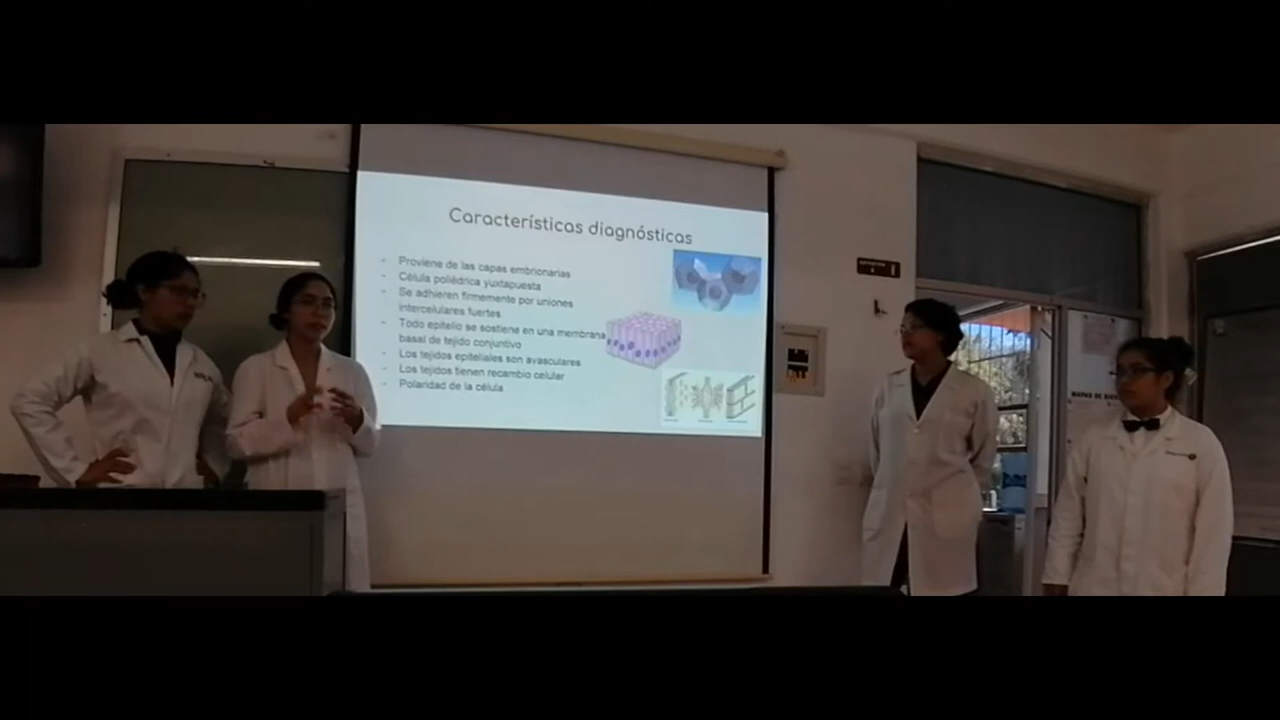 Características diagnósticas
- Proviene de las capas embrionarias
- Célula poliédrica yuxtapuesta
- Se adhieren firmemente por uniones
intercelulares fuertes
- Todo epitelio se sostiene en una membrana
basal de tejido conjuntivo
- Los tejidos epiteliales son avasculares
- Los tejidos tienen recambio celular
- Polaridad de la célula
MAPAS DE